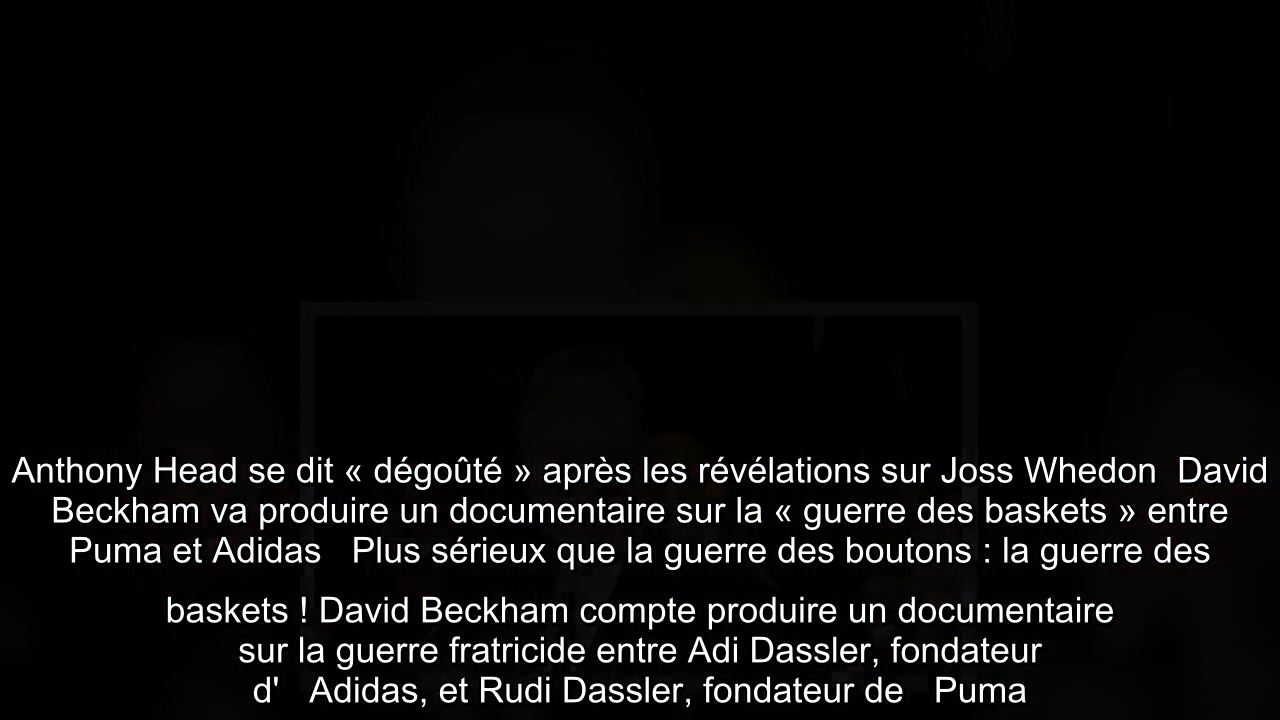 Anthony Head se dit « dégoûté » après les révélations sur Joss Whedon  David
Beckham va produire un documentaire sur la « guerre des baskets » entre
Puma et Adidas   Plus sérieux que la guerre des boutons : la guerre des
baskets ! David Beckham compte produire un documentaire
sur la guerre fratricide entre Adi Dassler, fondateur
d'   Adidas, et Rudi Dassler, fondateur de   Puma